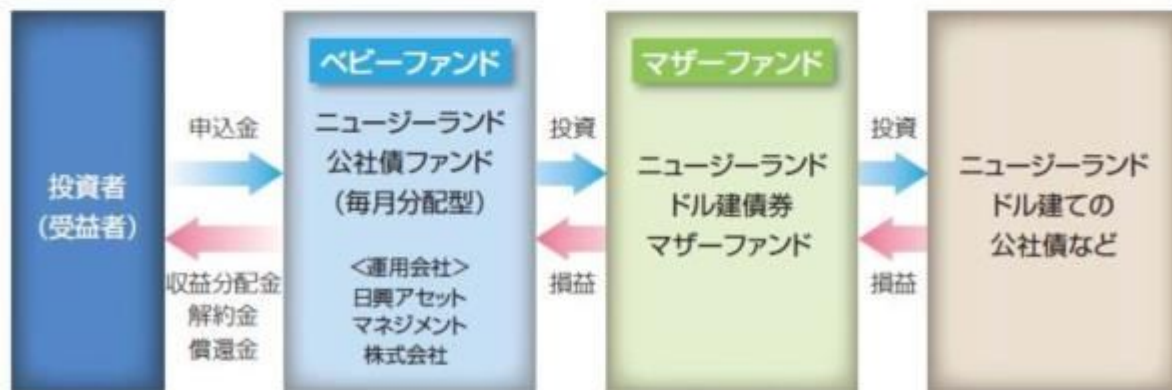 投資者
(受益者)
申込金
収益分配金
解約金
償還金
ベビーファンド
ニュージーランド
公社債ファンド
(毎月分配型)
<運用会社>
日興アセット
マネジメント
株式会社
投資
損益
マザーファンド
ニュージーランド
ドル建債券
マザーファンド
投資
損益
ニュージーランド
ドル建ての
公社債など